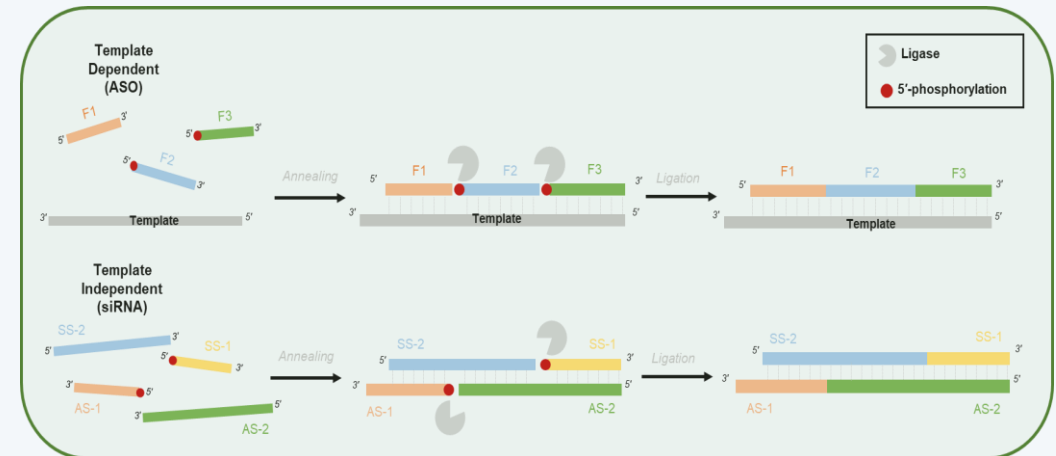 Template
Dependent
(ASO)
Ligase
5'-phosphorylation
F1
5'
3'
F3
5'
3'
F2
5'
3'
3'
Template
5'
Annealing
5'
F1
F2
F3
3'
3'
Template
5'
Ligation
5'
F1
F2
F3
3'
3'
Template
5'
Template
Independent
(siRNA)
SS-2
5'
3'
SS-1
5'
3'
3'
5'
AS-1
3'
5'
AS-2
Annealing
5'
SS-2
SS-1
3'
3'
AS-1
AS-2
5'
Ligation
5'
SS-2
SS-1
3'
3'
AS-1
AS-2
5'